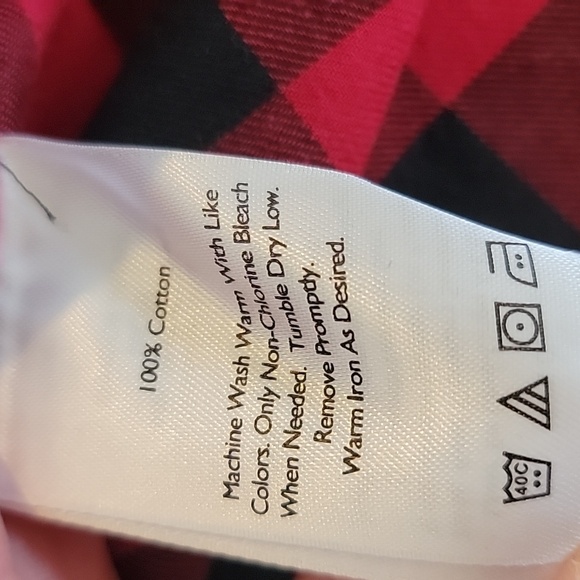 100% Cotton
Machine Wash Warm With Like
Colors. Only Non-Chlorine Bleach
When Needed. Tumble Dry Low.
Remove Promptly.
Warm Iron As Desired.
40C